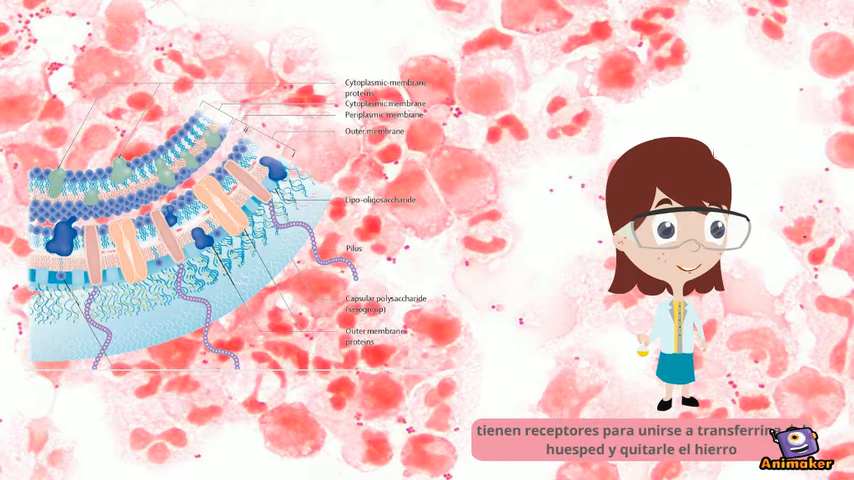 Cytoplasmic-membrane
proteins
Cytoplasmic membrane
Periplasmic membrane
Outer membrane
Lipo-oligosaccharide
Pilus
Capsular polysaccharide
(serogroup)
Outer membrane
proteins
tienen receptores para unirse a transferrina
huesped y quitarle el hierro
Animaker